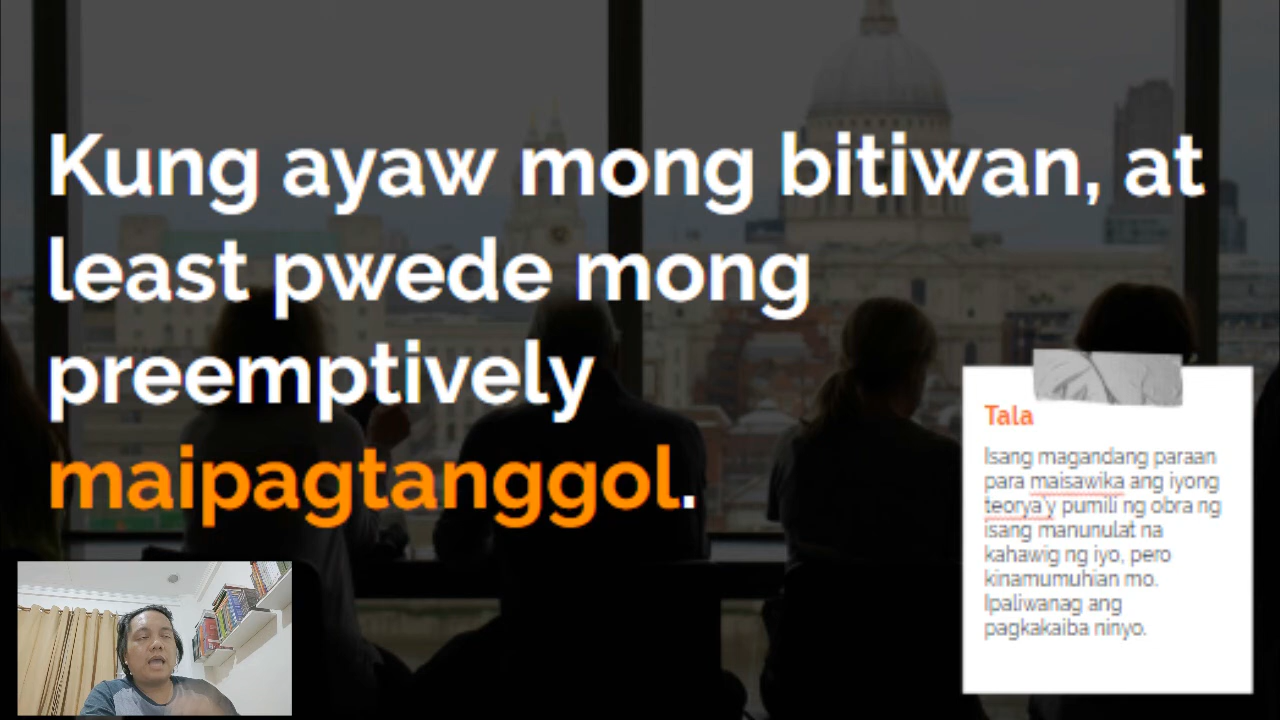 Kung ayaw mong bitiwan, at
least pwede mong
preemptively
maipagtanggol.
Tala
Isang magandang paraan
para maisawika ang iyong
teorya'y pumili ng obra ng
isang manunulat na
kahawig ng iyo, pero
kinamumuhian mo.
Ipaliwanag ang
pagkakaiba ninyo.